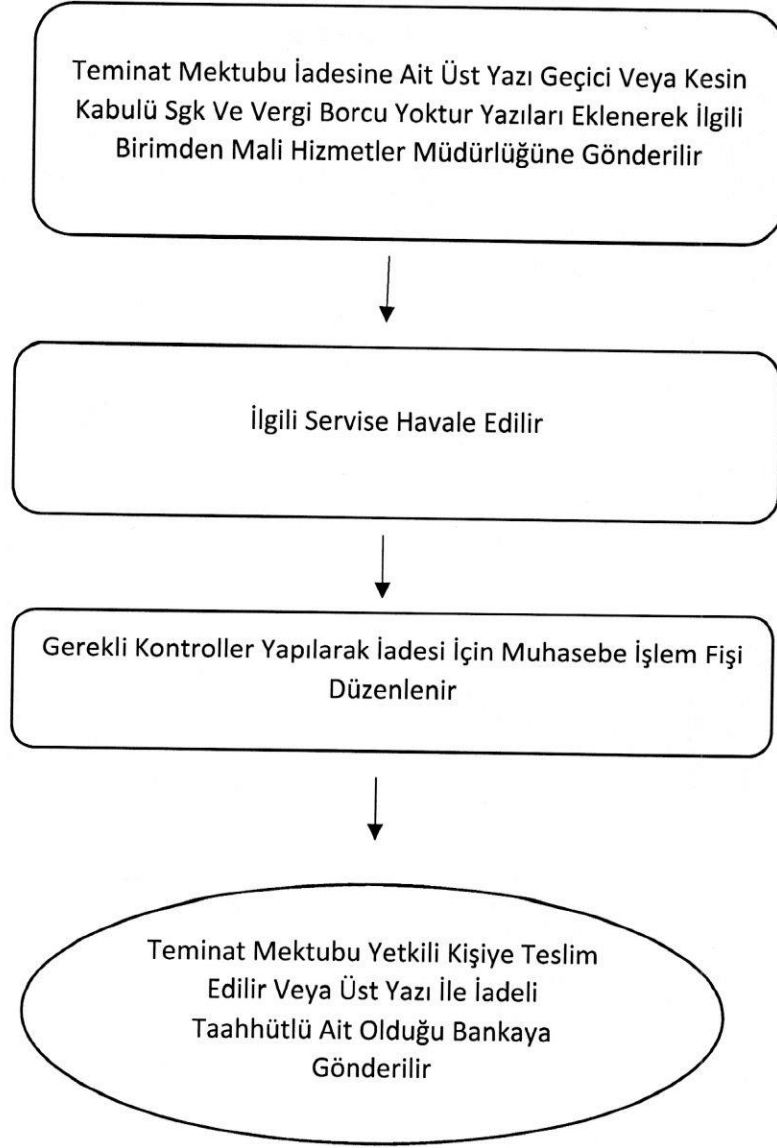 Teminat Mektubu İadesine Ait Üst Yazı Geçici Veya Kesin
Kabulü Sgk Ve Vergi Borcu Yoktur Yazıları Eklenerek İlgili
Birimden Mali Hizmetler Müdürlüğüne Gönderilir
İlgili Servise Havale Edilir
Gerekli Kontroller Yapılarak İadesi İçin Muhasebe İşlem Fişi
Düzenlenir
Teminat Mektubu Yetkili Kişiye Teslim
Edilir Veya Üst Yazı İle İadeli
Taahhütlü Ait Olduğu Bankaya
Gönderilir